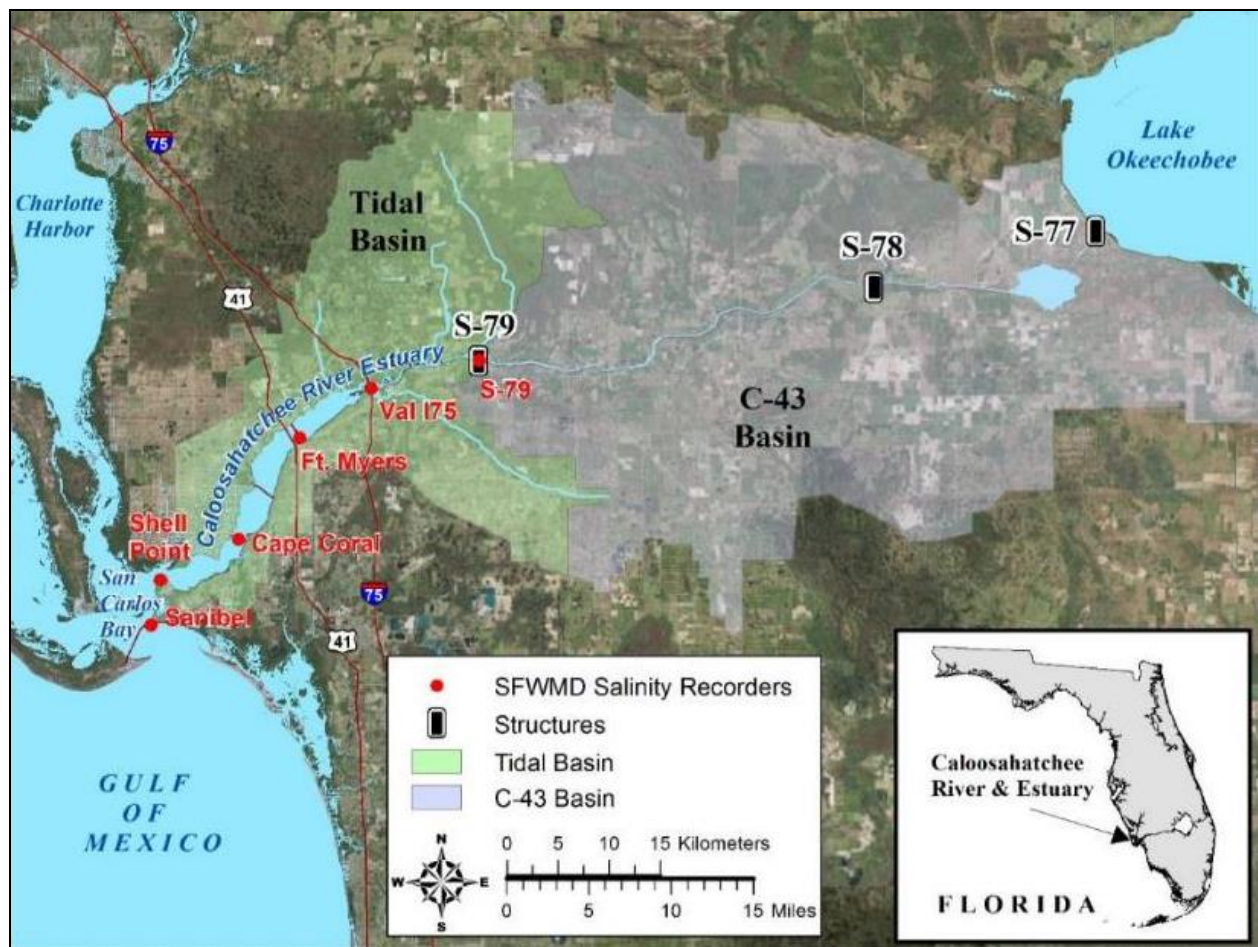 75
Lake
Okeechobee
Charlotte
Harbor
Tidal
Basin
S-77
S-78
41
S-79
S-79
Caloosahatchee River Estuary
Val I75
C-43
Basin
Ft. Myers
Shell
Point
Cape Coral
San
Carlos
Bay
Sanibel
75
41
GULF
OF
MEXICO
SFWMD Salinity Recorders
Structures
Tidal Basin
C-43 Basin
N
W E
S
0 5 10 15 Kilometers
0 5 10 15 Miles
Caloosahatchee
River & Estuary
FLORIDA